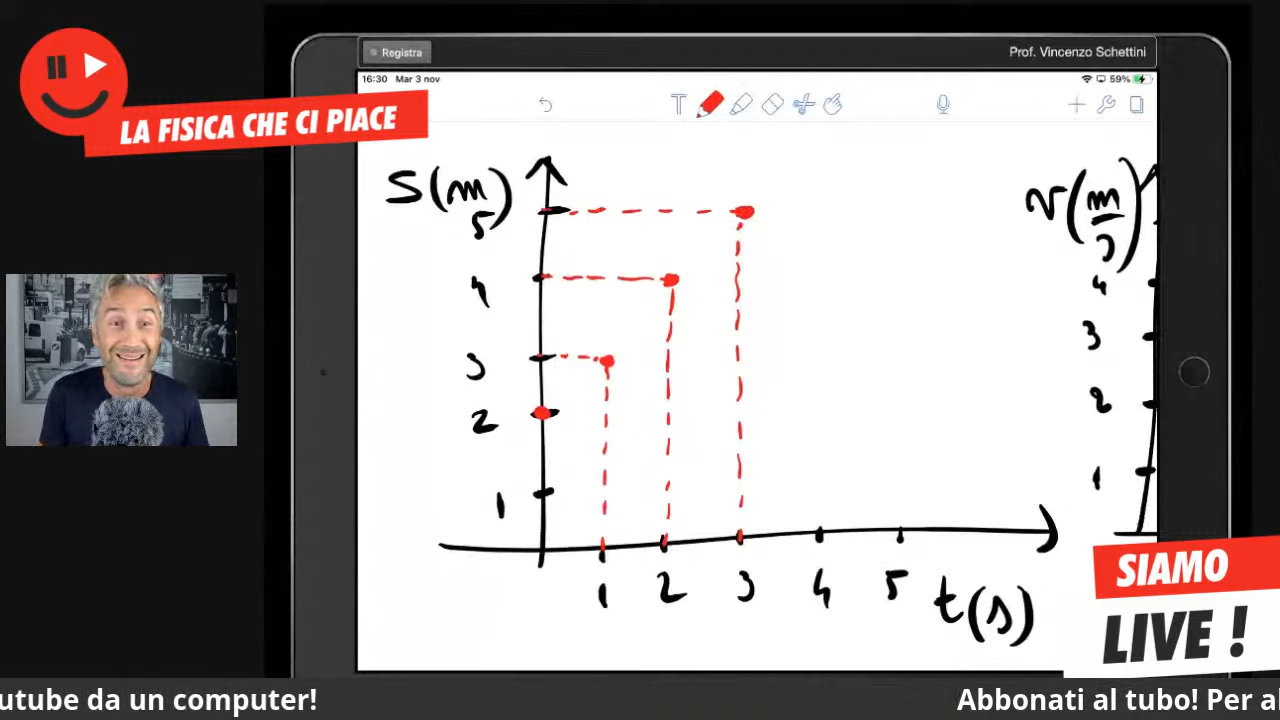 Registra
Prof. Vincenzo Schettini
16:30 Mar 3 nov
59%
LA FISICA CHE CI PIACE
T
S(m)
5
4
3
2
1
1 2 3 4 5 t(s)
v(m/s)
4
3
2
1
SIAMO
LIVE !
utube da un computer!
Abbonati al tubo! Per a